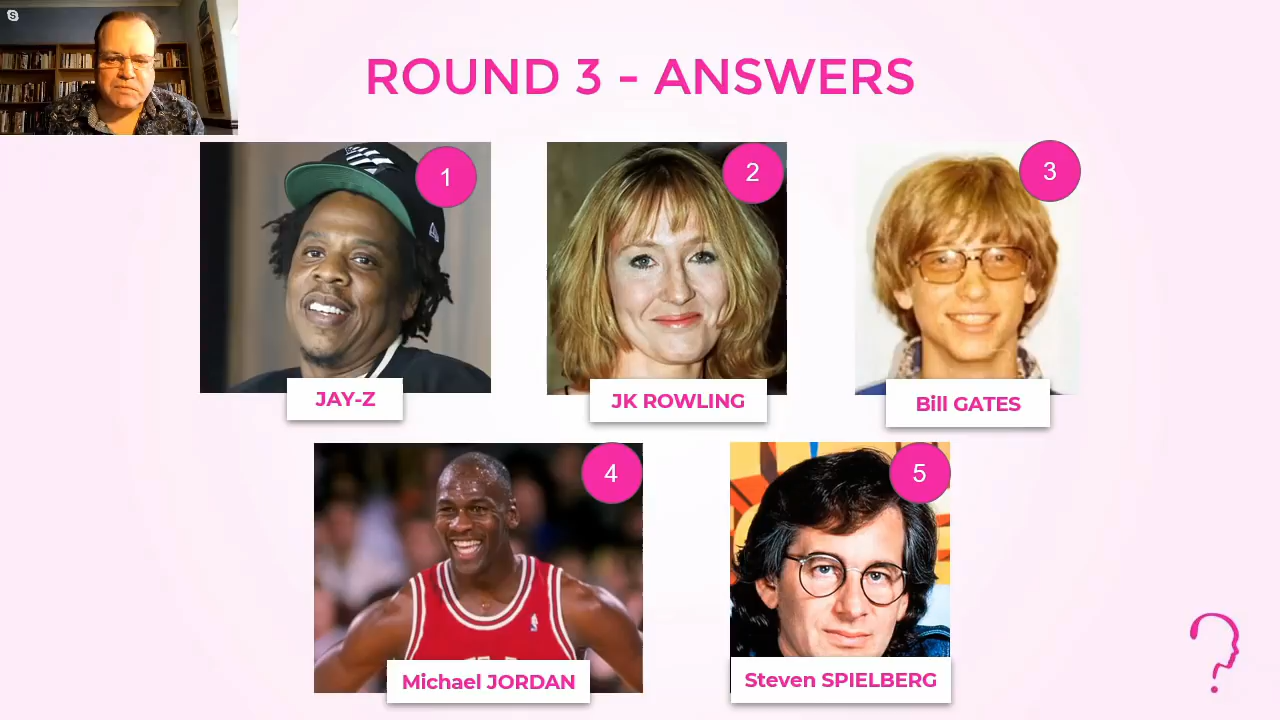 ROUND 3 - ANSWERS
1
2
3
JAY-Z
JK ROWLING
Bill GATES
4
5
Michael JORDAN
Steven SPIELBERG
?